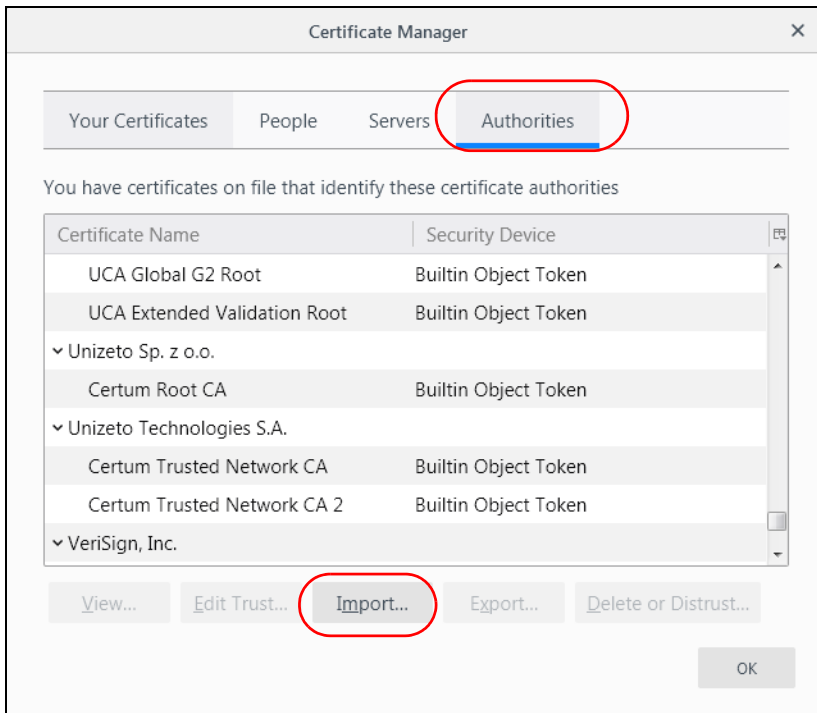 Certificate Manager
Your Certificates People Servers Authorities
You have certificates on file that identify these certificate authorities
Certificate Name Security Device
UCA Global G2 Root Builtin Object Token
UCA Extended Validation Root Builtin Object Token
Unizeto Sp. z o.o.
Certum Root CA Builtin Object Token
Unizeto Technologies S.A.
Certum Trusted Network CA Builtin Object Token
Certum Trusted Network CA 2 Builtin Object Token
VeriSign, Inc.
View... Edit Trust... Import... Export... Delete or Distrust...
OK